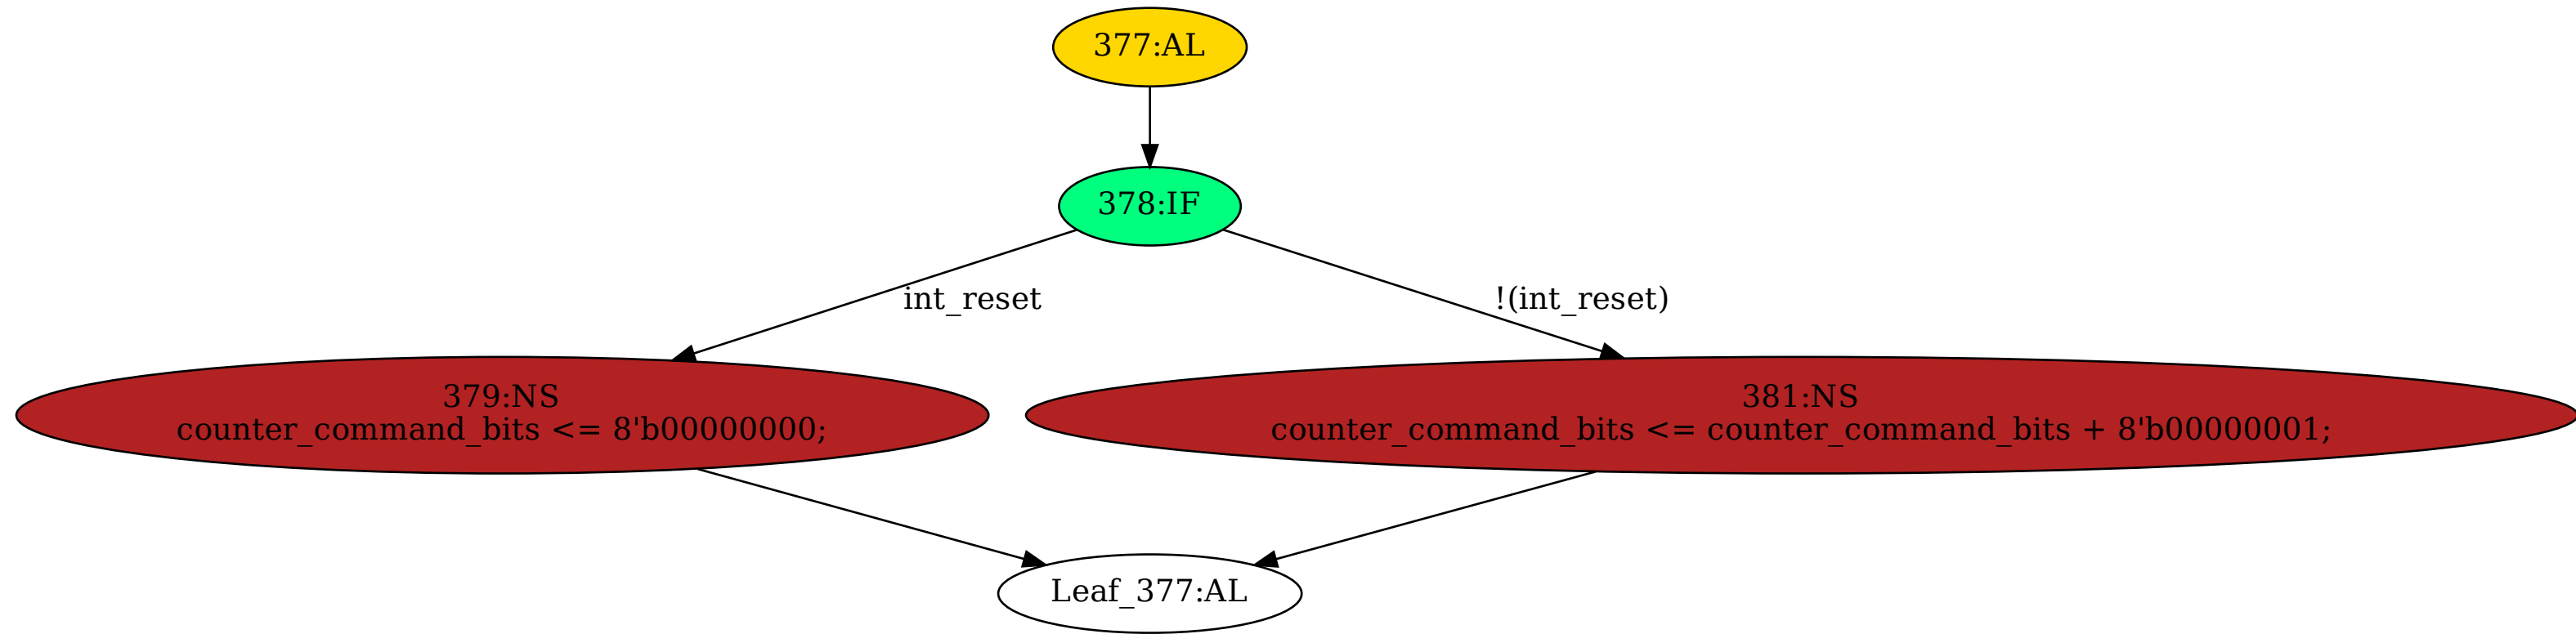 377:AL
378:IF
int_reset
!(int_reset)
379:NS
counter_command_bits <= 8'b00000000;
381:NS
counter_command_bits <= counter_command_bits + 8'b00000001;
Leaf_377:AL